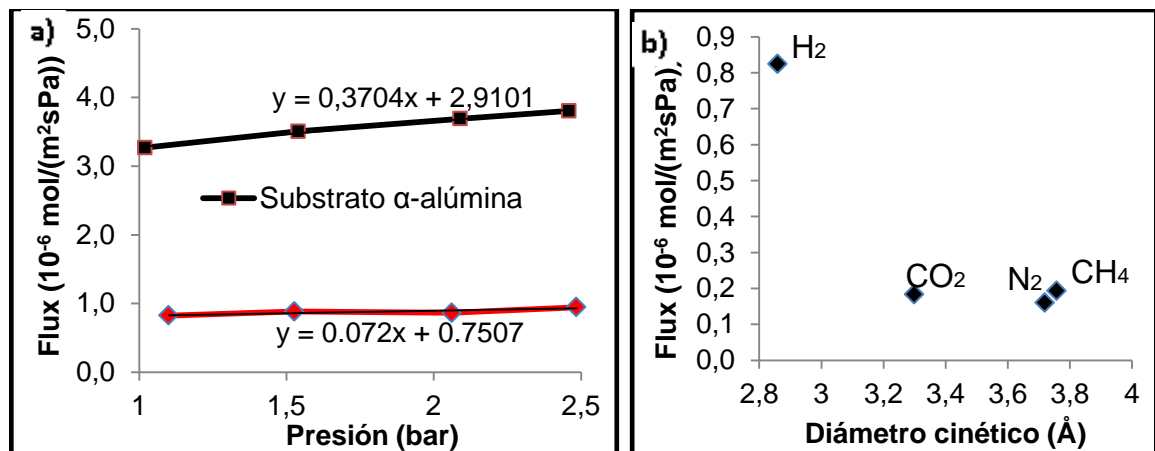 a)
5,0
4,0
3,0
2,0
1,0
0,0
Flux (10⁻⁶ mol/(m²sPa))
y = 0,3704x + 2,9101
Substrato α-alúmina
y = 0.072x + 0.7507
1
1,5
2
2,5
Presión (bar)
b)
0,9
0,8
0,7
0,6
0,5
0,4
0,3
0,2
0,1
0,0
Flux (10⁻⁶ mol/(m²sPa)
H₂
CO₂
N₂
CH₄
2,8
3
3,2
3,4
3,6
3,8
4
Diámetro cinético (Å)